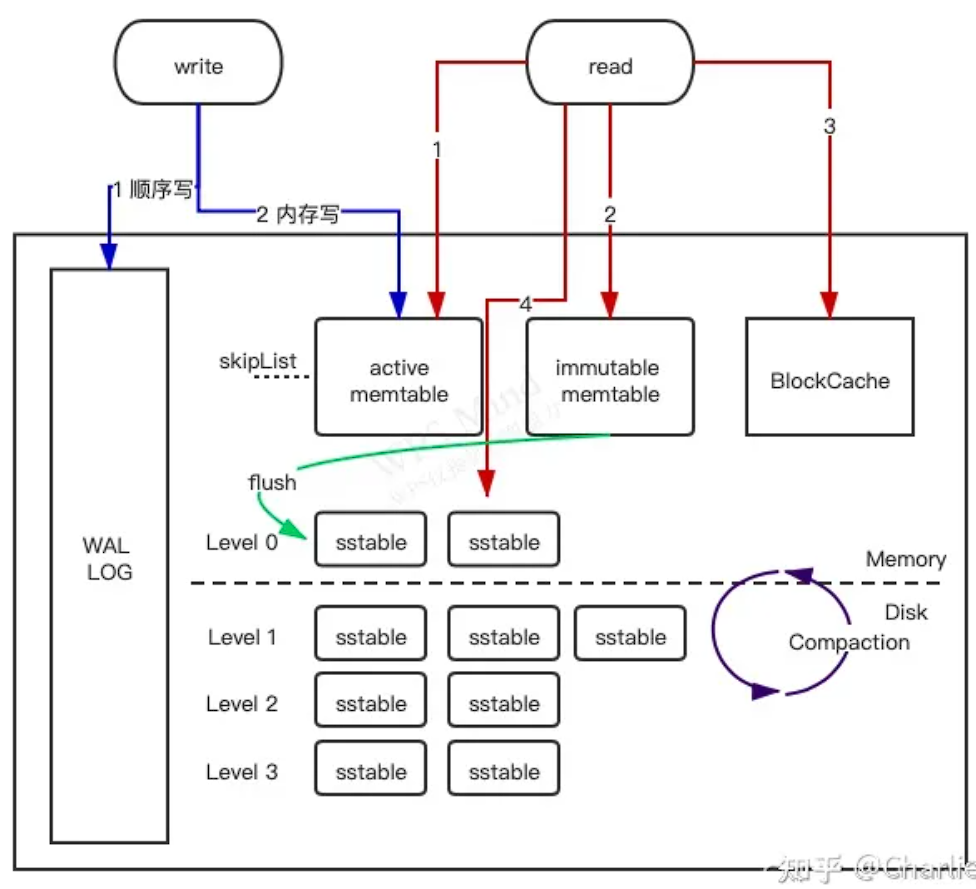 write
read
1
3
1 顺序写
2 内存写
2
4
skipList
active
memtable
immutable
memtable
BlockCache
flush
WAL
LOG
Level 0
sstable
sstable
Memory
Disk
Level 1
sstable
sstable
sstable
Compaction
Level 2
sstable
sstable
Level 3
sstable
sstable
知乎 @Charlie